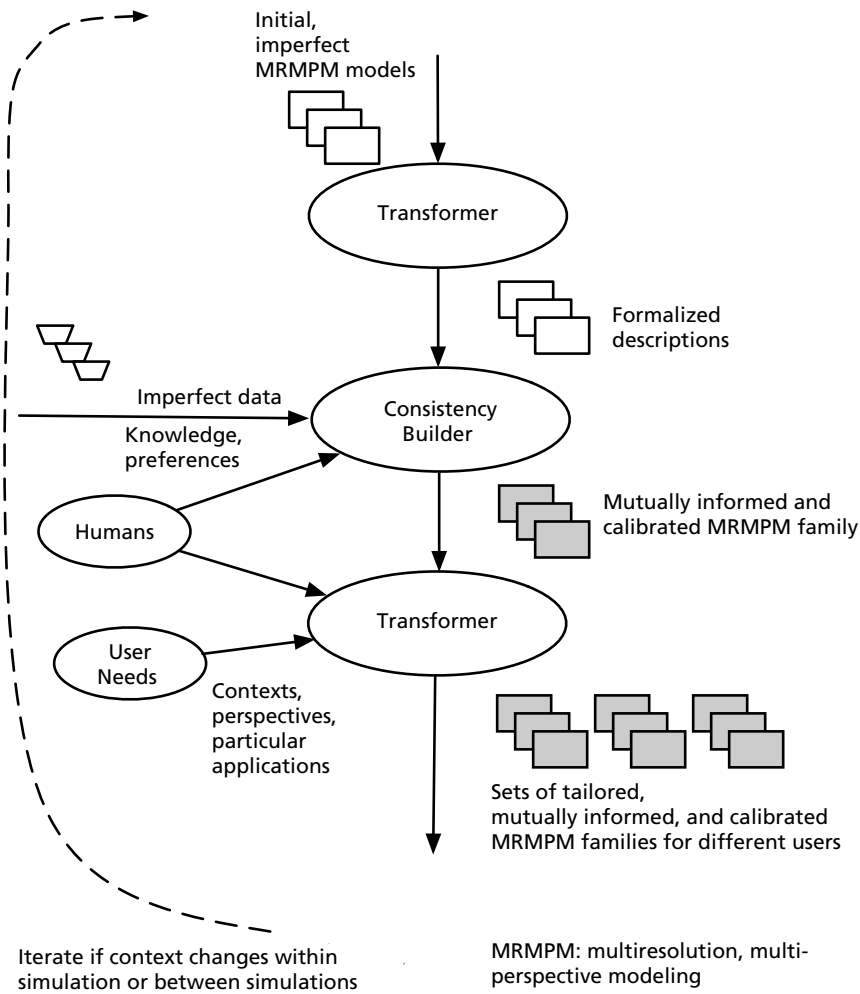 Initial,
imperfect
MRMPM models
Transformer
Formalized
descriptions
Imperfect data
Consistency
Builder
Knowledge,
preferences
Mutually informed and
calibrated MRMPM family
Humans
Transformer
User
Needs
Contexts,
perspectives,
particular
applications
Sets of tailored,
mutually informed, and calibrated
MRMPM families for different users
Iterate if context changes within
simulation or between simulations
MRMPM: multiresolution, multi-
perspective modeling